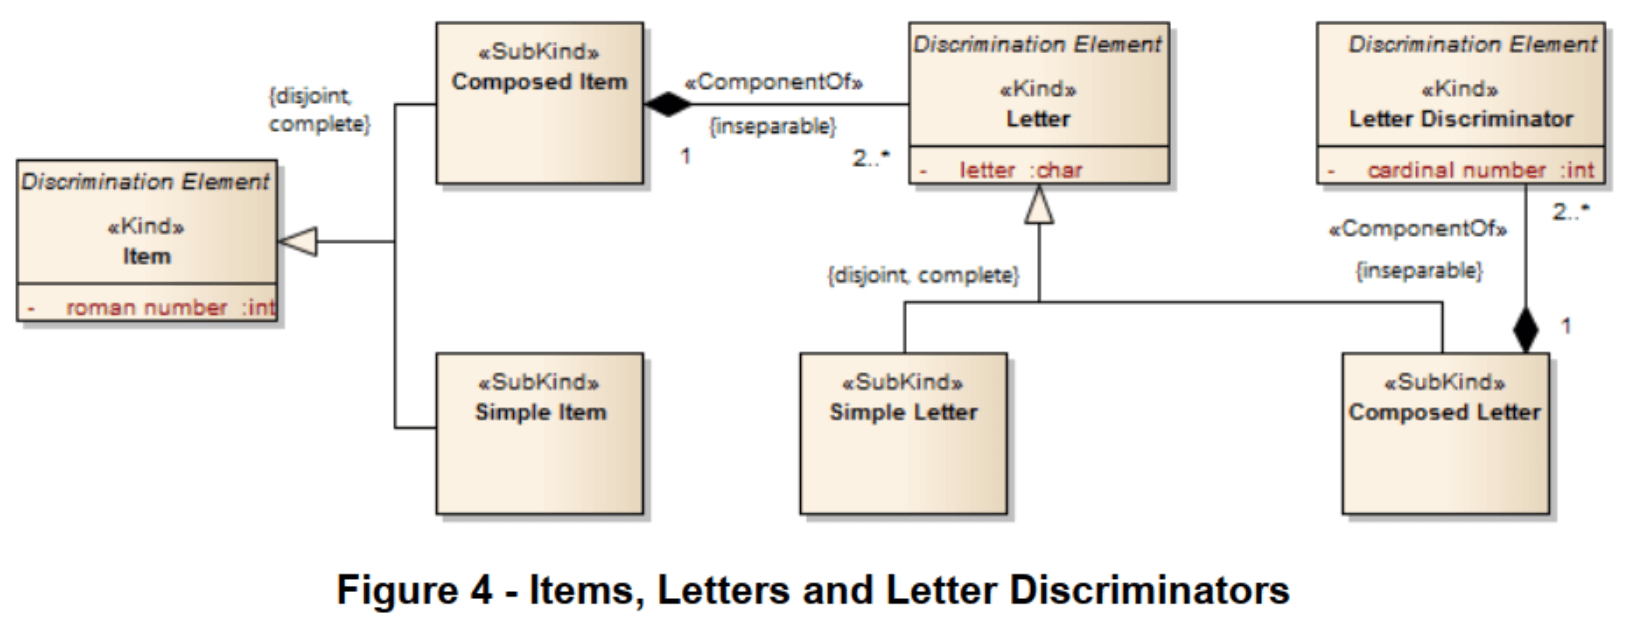 «SubKind»
Composed Item
{disjoint,
complete}
«ComponentOf»
{inseparable}
1
2..*
Discrimination Element
«Kind»
Letter
- letter :char
Discrimination Element
«Kind»
Letter Discriminator
- cardinal number :int
2..*
«ComponentOf»
{inseparable}
1
Discrimination Element
«Kind»
Item
- roman number :int
{disjoint, complete}
«SubKind»
Simple Item
«SubKind»
Simple Letter
«SubKind»
Composed Letter
Figure 4 - Items, Letters and Letter Discriminators